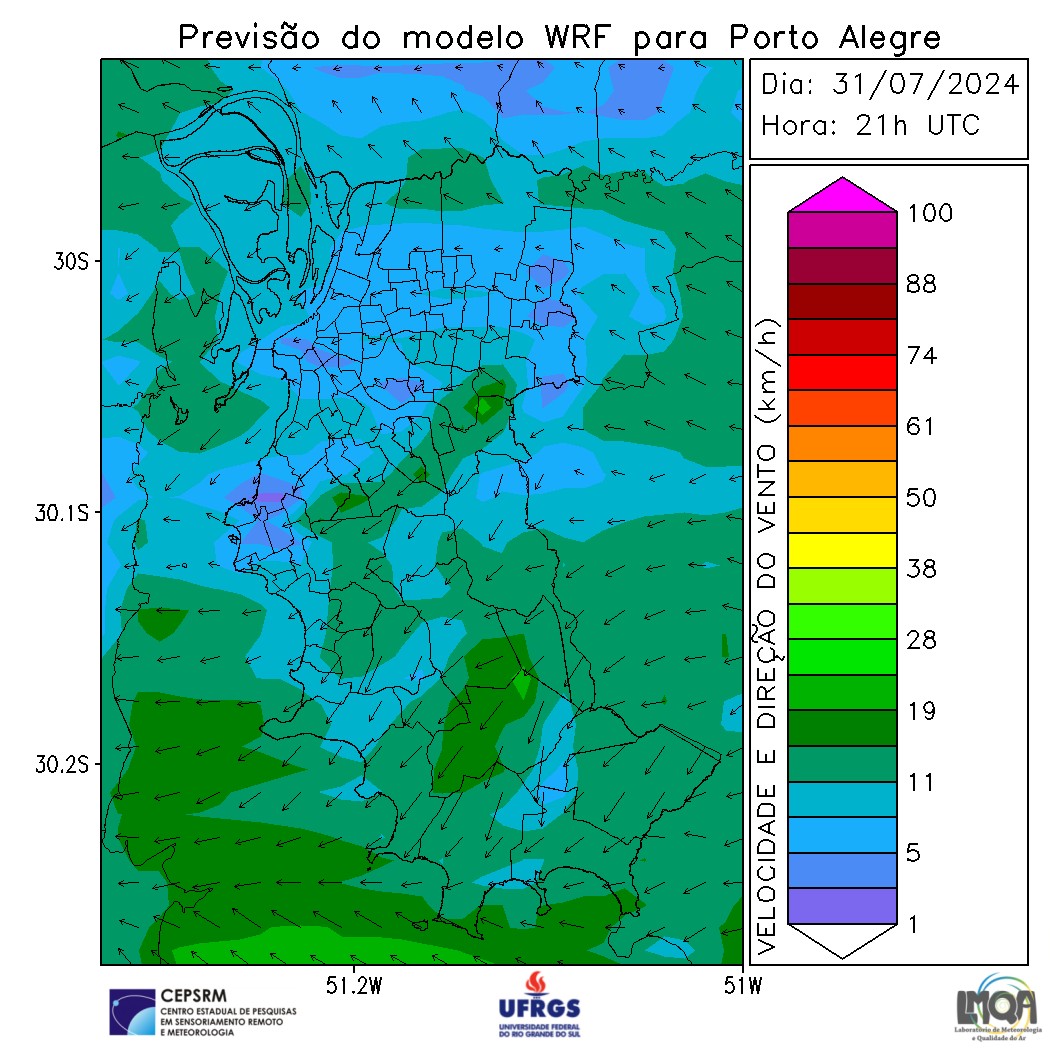 Previsão do modelo WRF para Porto Alegre
Dia: 31/07/2024
Hora: 21h UTC
30S
30.1S
30.2S
51.2W
51W
VELOCIDADE E DIREÇÃO DO VENTO (km/h)
100
88
74
61
50
38
28
19
11
5
1
CEPSRM
CENTRO ESTADUAL DE PESQUISAS
EM SENSORIAMENTO REMOTO
E METEOROLOGIA
UFRGS
UNIVERSIDADE FEDERAL
DO RIO GRANDE DO SUL
LMQA
Laboratório de Meteorologia
e Qualidade do Ar